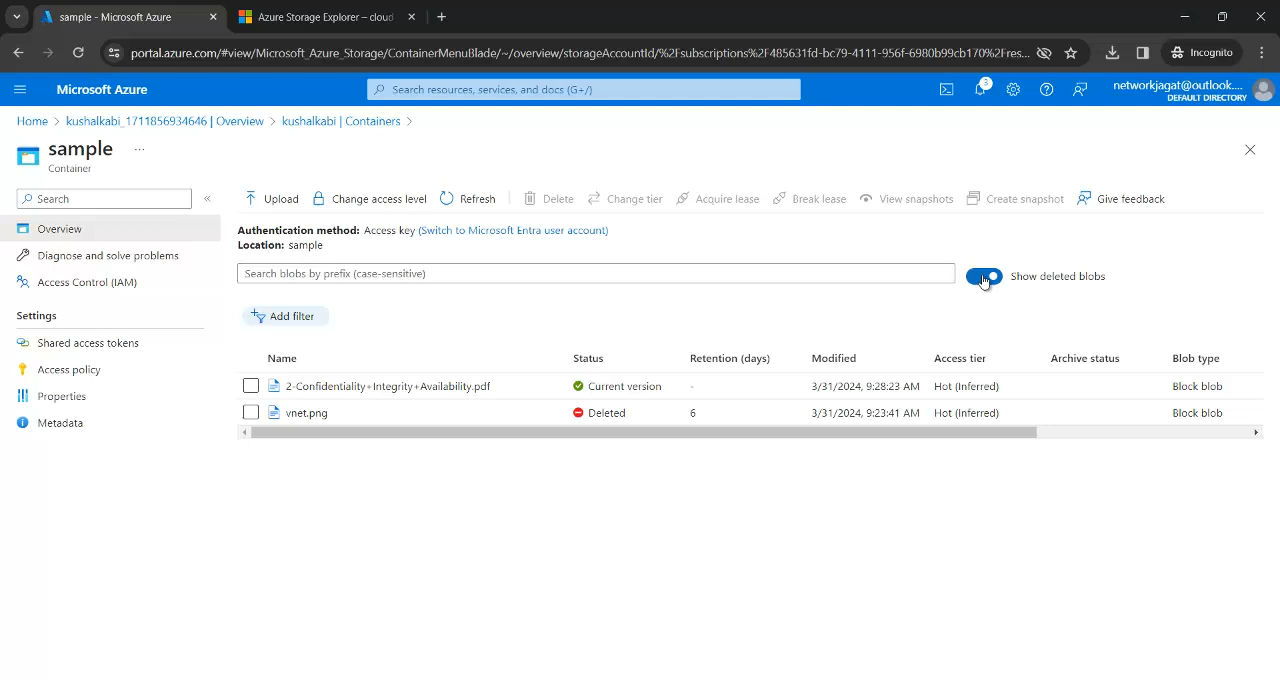 sample - Microsoft Azure
Azure Storage Explorer – cloud
portal.azure.com/#view/Microsoft_Azure_Storage/ContainerMenuBlade/~/overview/storageAccountId/%2Fsubscriptions%2F485631fd-bc79-4111-956f-6980b99cb170%2Fres...
Incognito
Microsoft Azure
Search resources, services, and docs (G+/)
3
networkjagat@outlook....
DEFAULT DIRECTORY
Home > kushalkabi_1711856934646 | Overview > kushalkabi | Containers >
sample ...
Container
Search
«
Upload
Change access level
Refresh
Delete
Change tier
Acquire lease
Break lease
View snapshots
Create snapshot
Give feedback
Overview
Diagnose and solve problems
Access Control (IAM)
Settings
Shared access tokens
Access policy
Properties
Metadata
Authentication method: Access key (Switch to Microsoft Entra user account)
Location: sample
Search blobs by prefix (case-sensitive)
Show deleted blobs
Add filter
Name Status Retention (days) Modified Access tier Archive status Blob type
2-Confidentiality+Integrity+Availability.pdf Current version - 3/31/2024, 9:28:23 AM Hot (Inferred) Block blob
vnet.png Deleted 6 3/31/2024, 9:23:41 AM Hot (Inferred) Block blob